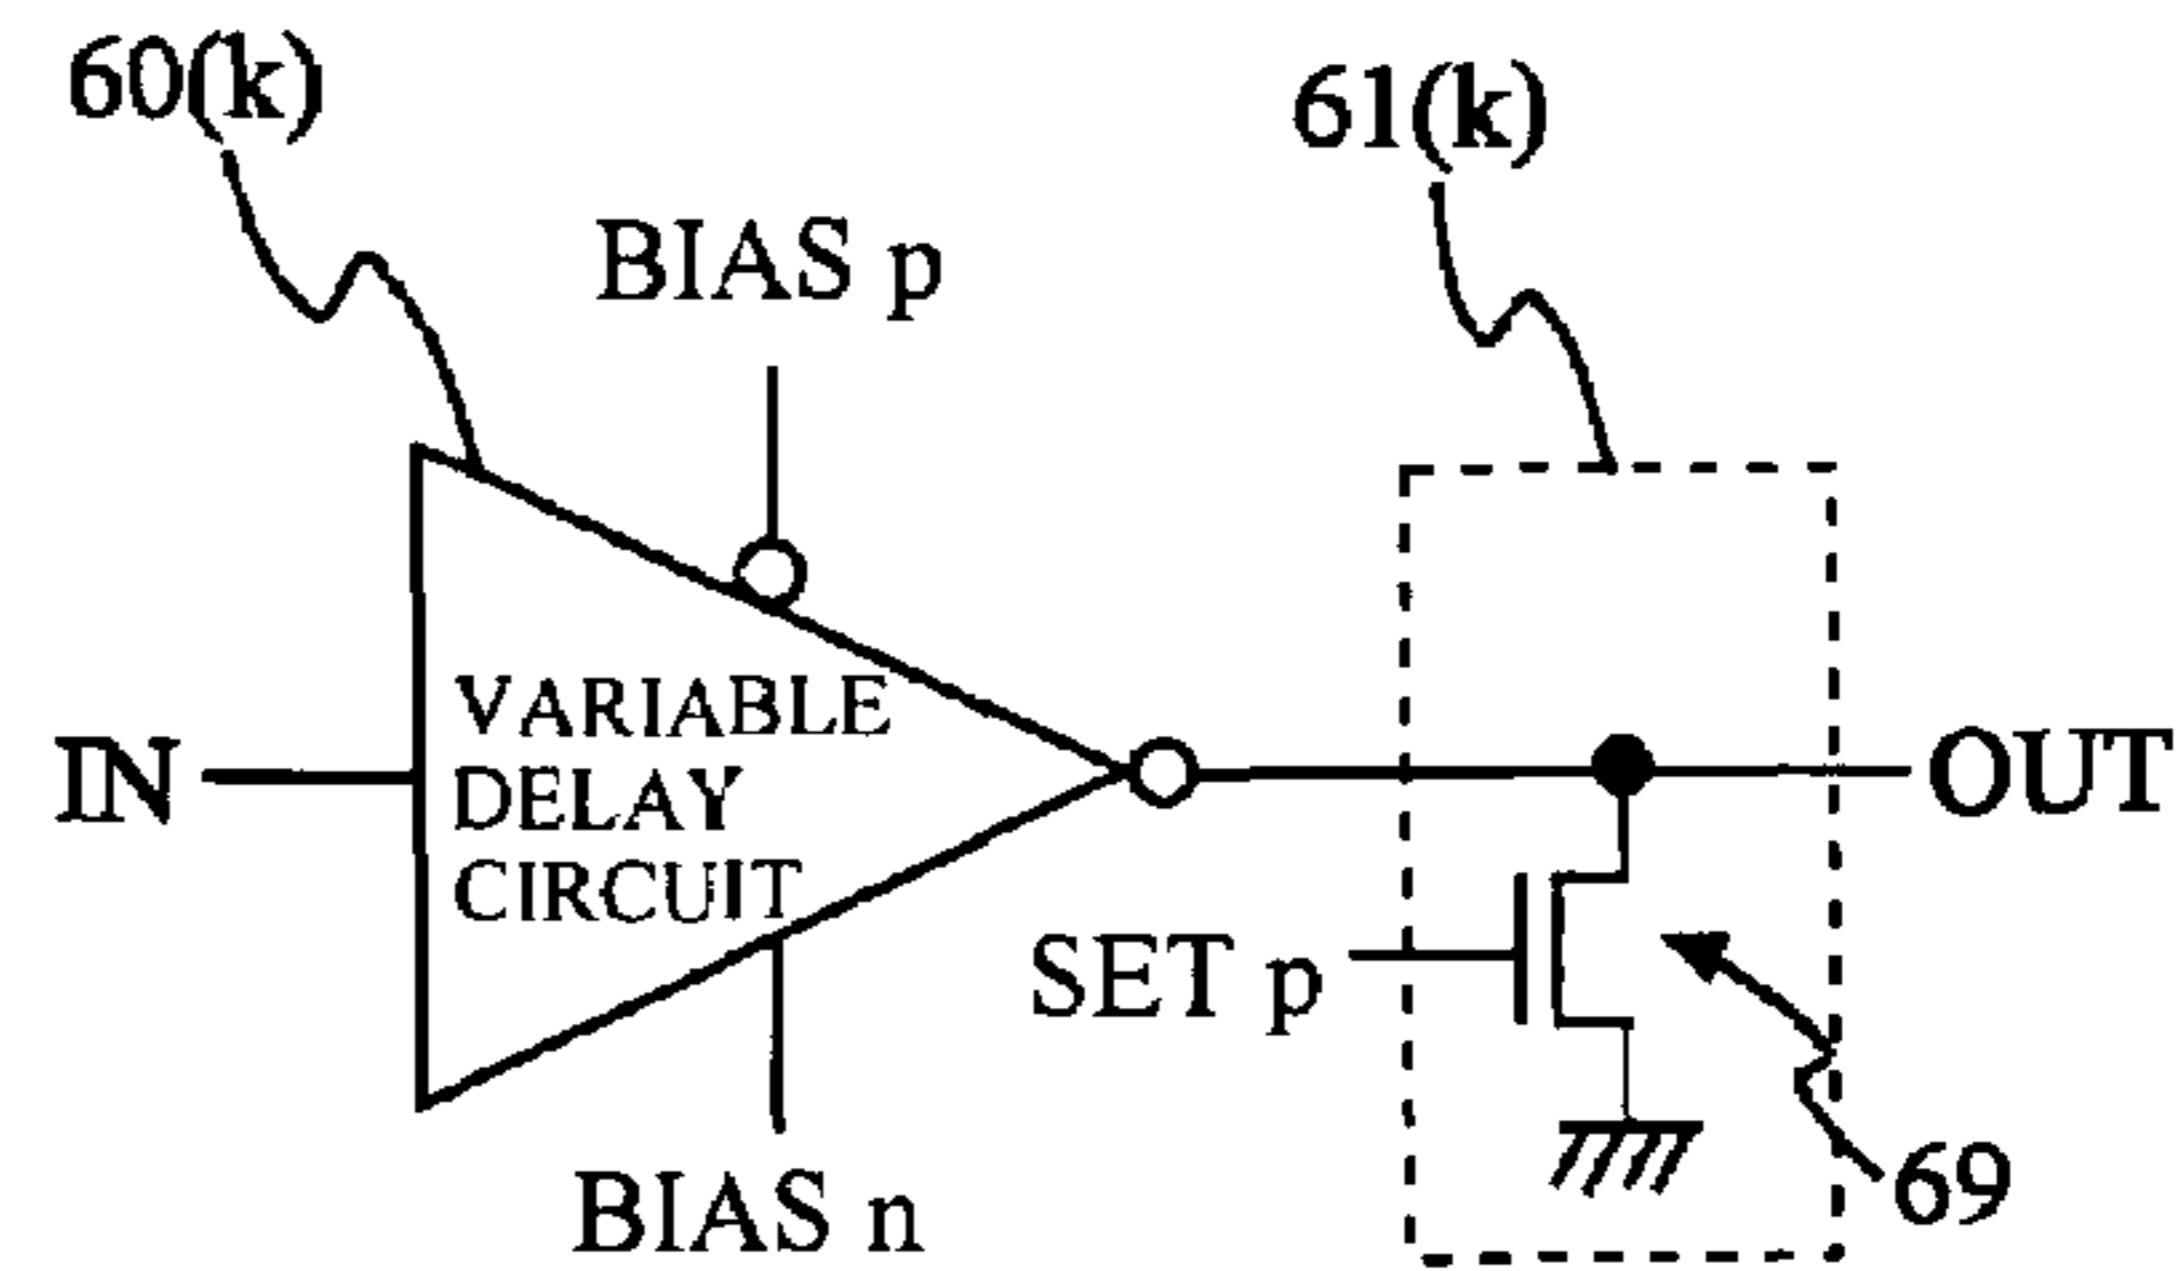 60(k)
61(k)
BIAS p
VARIABLE
DELAY
CIRCUIT
IN
OUT
SET p
BIAS n
69